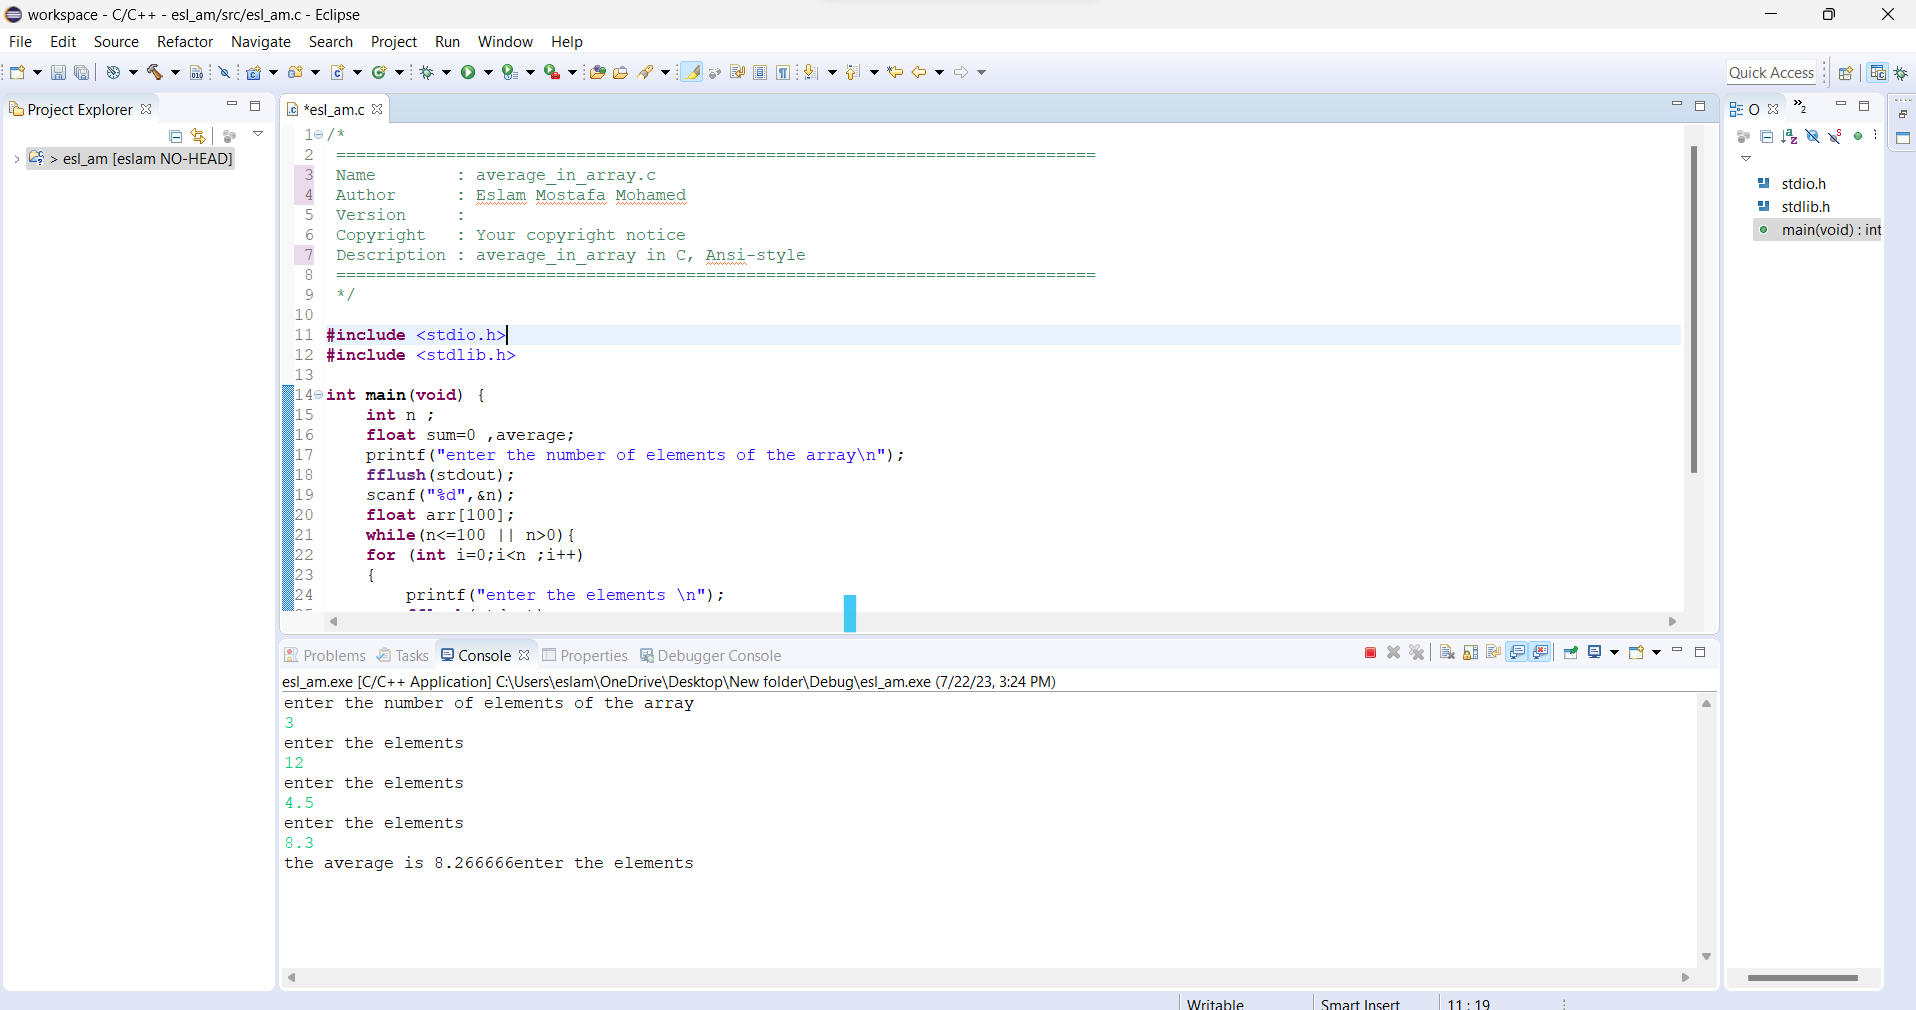 workspace - C/C++ - esl_am/src/esl_am.c - Eclipse
File Edit Source Refactor Navigate Search Project Run Window Help
Quick Access
Project Explorer
> esl_am [eslam NO-HEAD]
*esl_am.c
1 /*
2 ============================================================================
3 Name        : average_in_array.c
4 Author      : Eslam Mostafa Mohamed
5 Version     :
6 Copyright   : Your copyright notice
7 Description : average_in_array in C, Ansi-style
8 ============================================================================
9 */
10
11 #include <stdio.h>
12 #include <stdlib.h>
13
14 int main(void) {
15     int n ;
16     float sum=0 ,average;
17     printf("enter the number of elements of the array\n");
18     fflush(stdout);
19     scanf("%d",&n);
20     float arr[100];
21     while(n<=100 || n>0){
22     for (int i=0;i<n ;i++)
23     {
24         printf("enter the elements \n");
O
»2
stdio.h
stdlib.h
main(void) : int
Problems Tasks Console Properties Debugger Console
esl_am.exe [C/C++ Application] C:\Users\eslam\OneDrive\Desktop\New folder\Debug\esl_am.exe (7/22/23, 3:24 PM)
enter the number of elements of the array
3
enter the elements
12
enter the elements
4.5
enter the elements
8.3
the average is 8.266666enter the elements
Writable Smart Insert 11 : 19